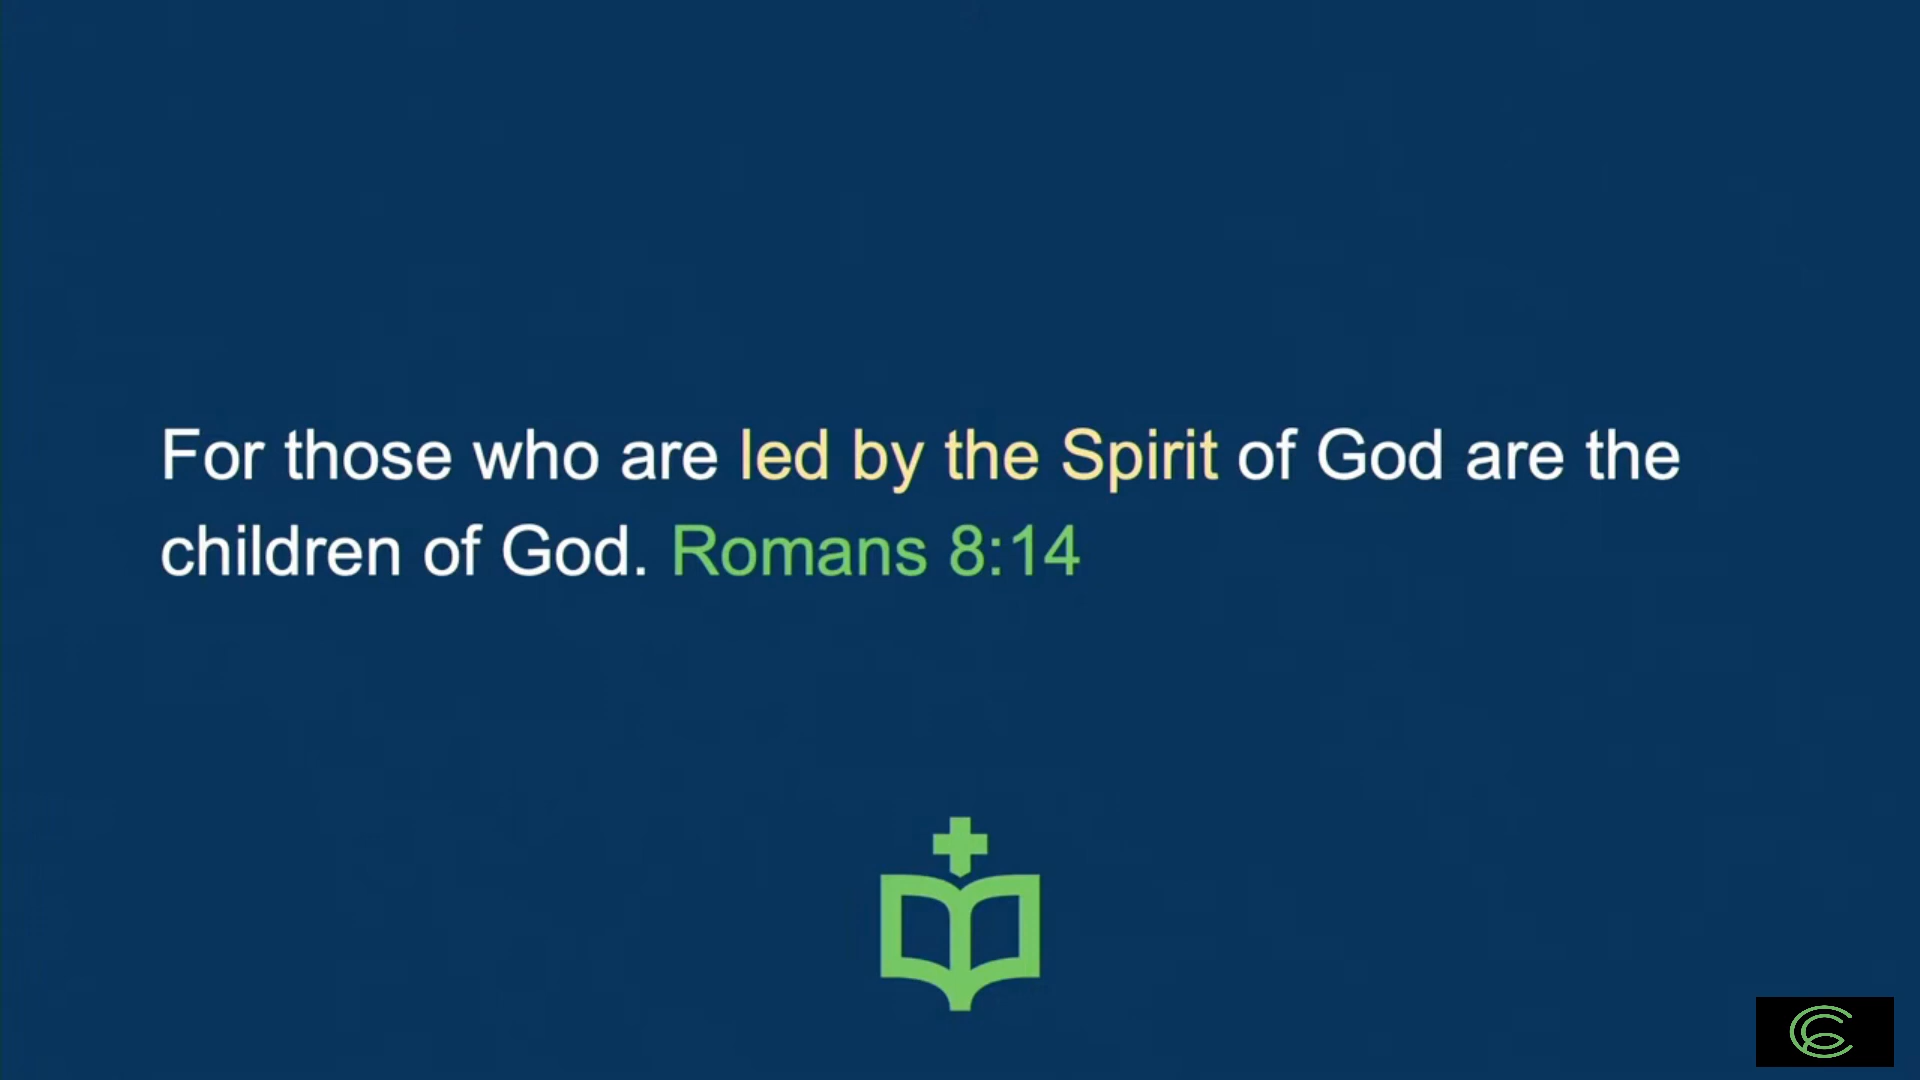 For those who are led by the Spirit of God are the
children of God. Romans 8:14